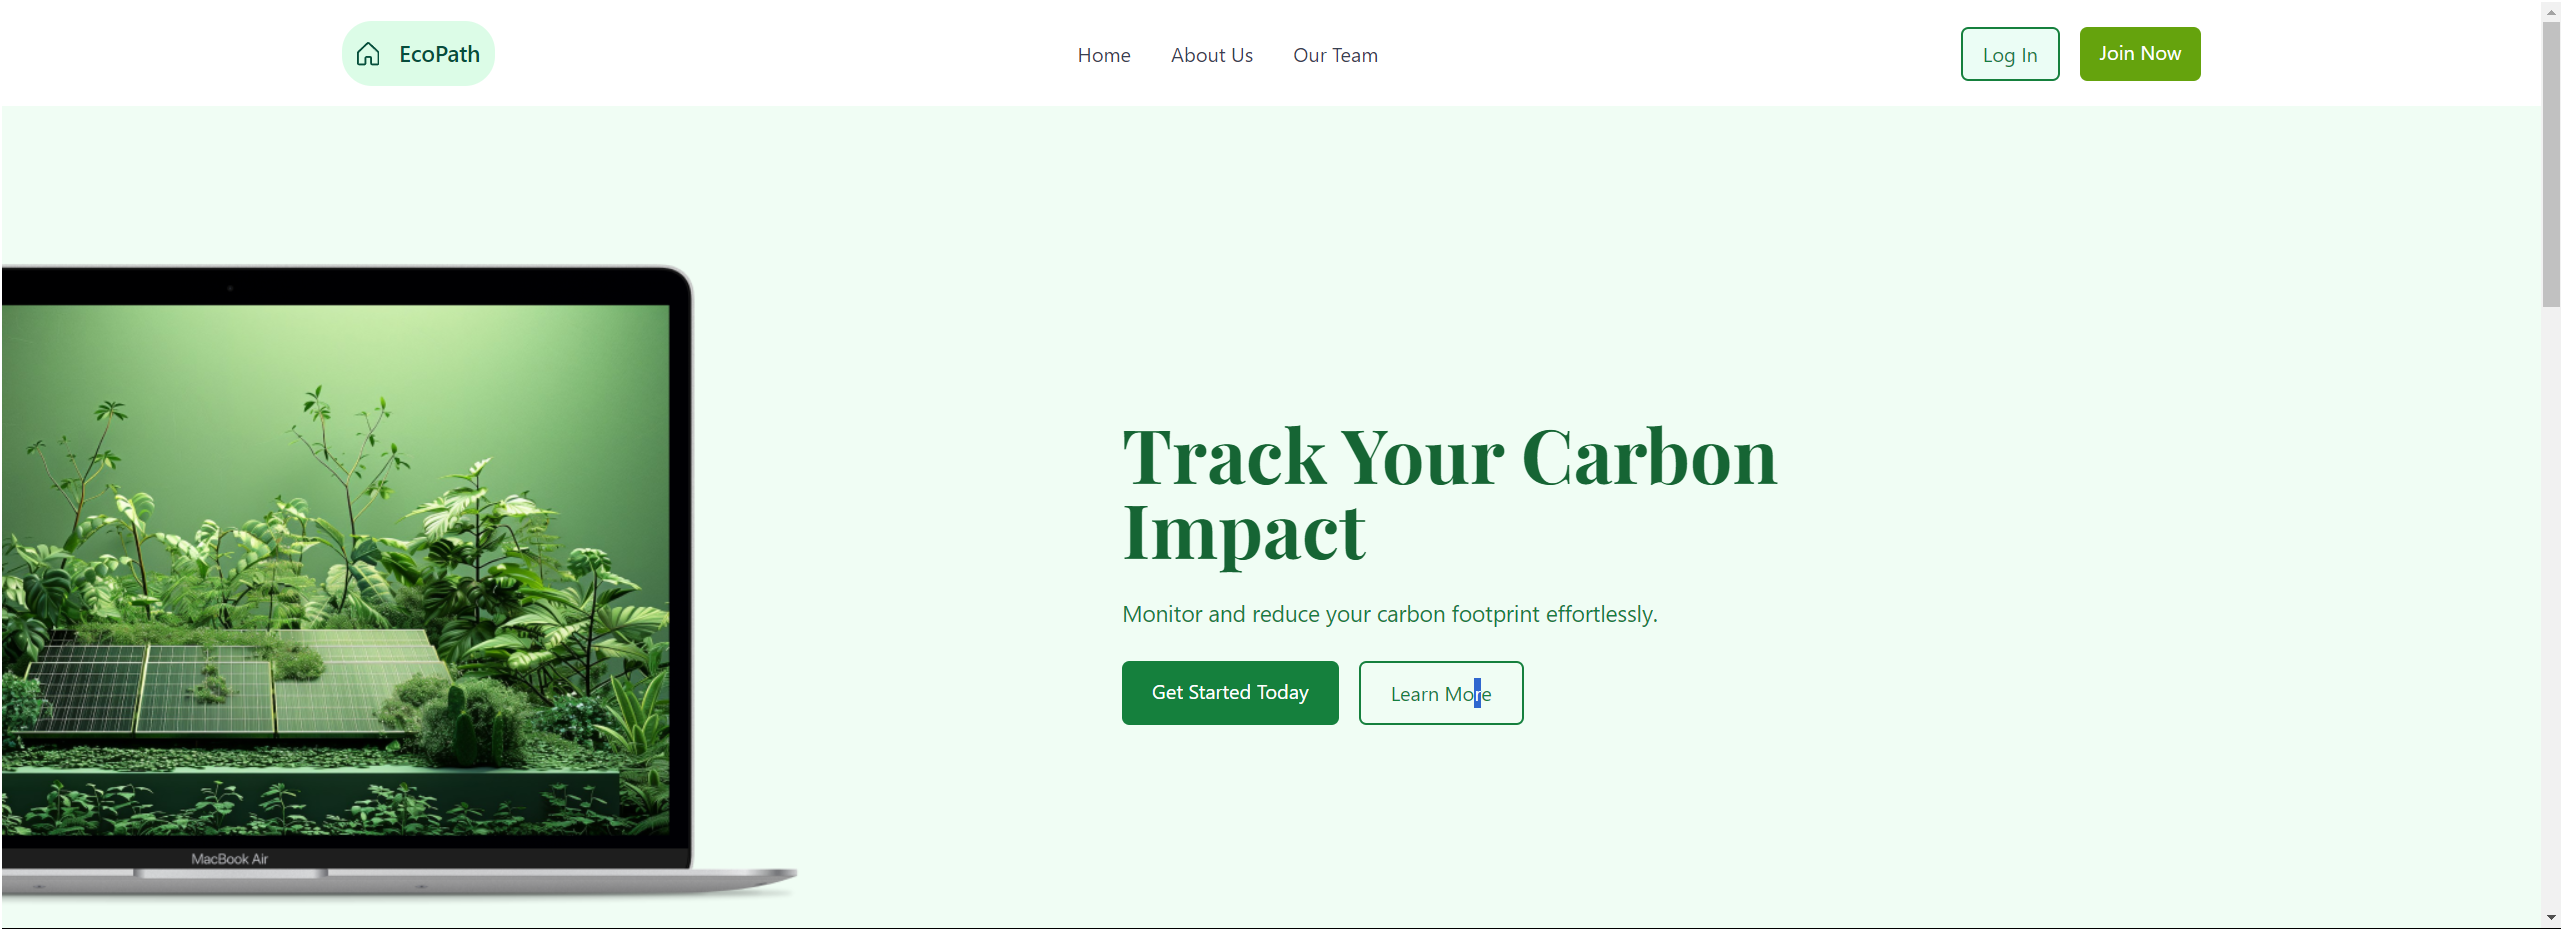 EcoPath
Home
About Us
Our Team
Log In
Join Now
Track Your Carbon
Impact
Monitor and reduce your carbon footprint effortlessly.
Get Started Today
Learn More
MacBook Air